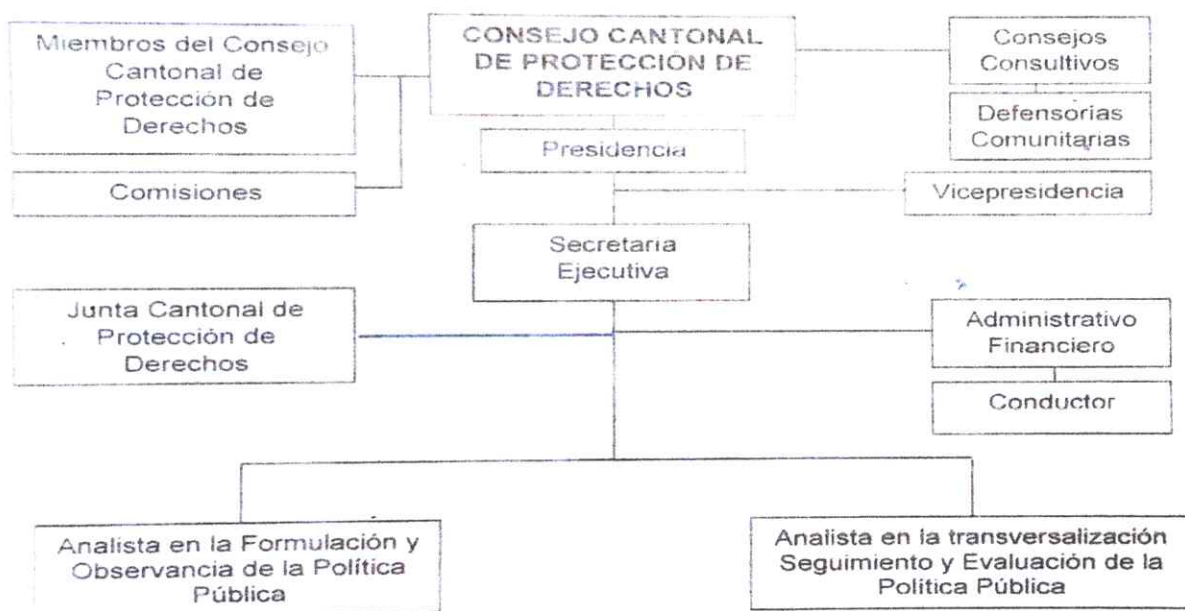 Miembros del Consejo
Cantonal de
Protección de
Derechos
CONSEJO CANTONAL
DE PROTECCIÓN DE
DERECHOS
Consejos
Consultivos
Defensorías
Comunitarias
Presidencia
Comisiones
Vicepresidencia
Secretaria
Ejecutiva
Junta Cantonal de
Protección de
Derechos
Administrativo
Financiero
Conductor
Analista en la Formulación y
Observancia de la Política
Pública
Analista en la transversalización
Seguimiento y Evaluación de la
Política Pública